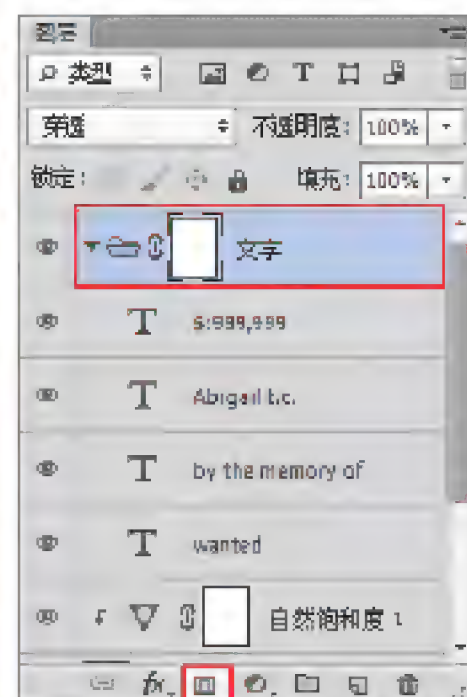 图层
类型
穿透 不透明度: 100%
锁定: 填充: 100%
文字
T S:999,999
T Abigail t.c.
T by the memory of
T wanted
自然饱和度 1
fx